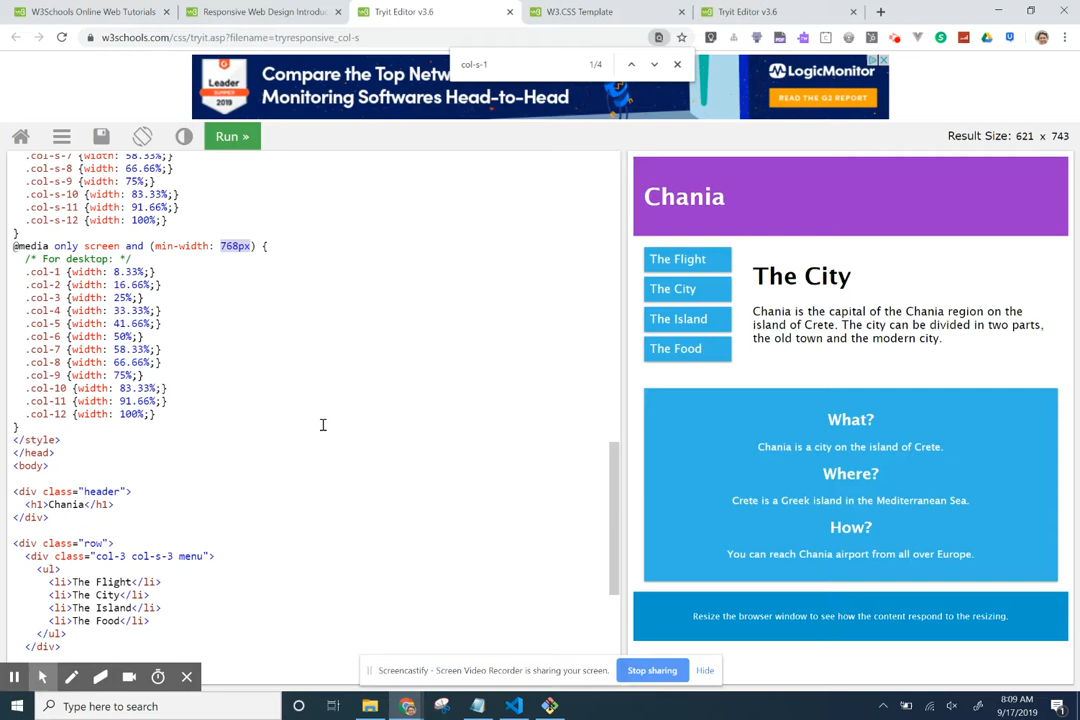 W3Schools Online Web Tutorials
Responsive Web Design Introduc
Tryit Editor v3.6
W3.CSS Template
Tryit Editor v3.6
w3schools.com/css/tryit.asp?filename=tryresponsive_col-s
col-s-1
1/4
Leader
SUMMER
2019
Compare the Top Netw
Monitoring Softwares Head-to-Head
LogicMonitor
READ THE G2 REPORT
Run »
Result Size: 621 x 743
.col-s-7 {width: 58.33%;}
.col-s-8 {width: 66.66%;}
.col-s-9 {width: 75%;}
.col-s-10 {width: 83.33%;}
.col-s-11 {width: 91.66%;}
.col-s-12 {width: 100%;}
}
@media only screen and (min-width: 768px) {
/* For desktop: */
.col-1 {width: 8.33%;}
.col-2 {width: 16.66%;}
.col-3 {width: 25%;}
.col-4 {width: 33.33%;}
.col-5 {width: 41.66%;}
.col-6 {width: 50%;}
.col-7 {width: 58.33%;}
.col-8 {width: 66.66%;}
.col-9 {width: 75%;}
.col-10 {width: 83.33%;}
.col-11 {width: 91.66%;}
.col-12 {width: 100%;}
}
</style>
</head>
<body>
<div class="header">
<h1>Chania</h1>
</div>
<div class="row">
<div class="col-3 col-s-3 menu">
<ul>
<li>The Flight</li>
<li>The City</li>
<li>The Island</li>
<li>The Food</li>
</ul>
</div>
Chania
The Flight
The City
The Island
The Food
The City
Chania is the capital of the Chania region on the
island of Crete. The city can be divided in two parts,
the old town and the modern city.
What?
Chania is a city on the island of Crete.
Where?
Crete is a Greek island in the Mediterranean Sea.
How?
You can reach Chania airport from all over Europe.
Resize the browser window to see how the content respond to the resizing.
Screencastify - Screen Video Recorder is sharing your screen.
Stop sharing
Hide
Type here to search
8:09 AM
9/17/2019